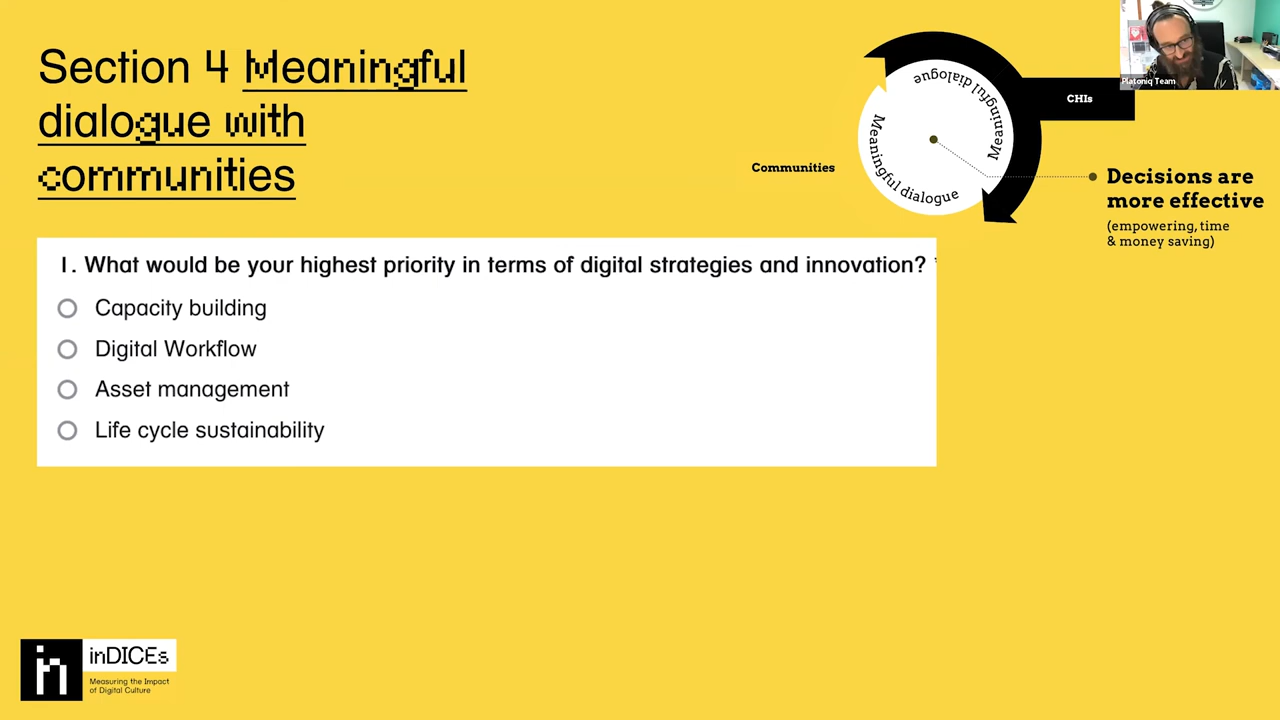 Section 4 Meaningful
dialogue with
communities
Meaningful dialogue
Meaningful dialogue
CHIs
Communities
Decisions are
more effective
(empowering, time
& money saving)
Platoniq Team
1. What would be your highest priority in terms of digital strategies and innovation?
Capacity building
Digital Workflow
Asset management
Life cycle sustainability
in
inDICEs
Measuring the Impact
of Digital Culture